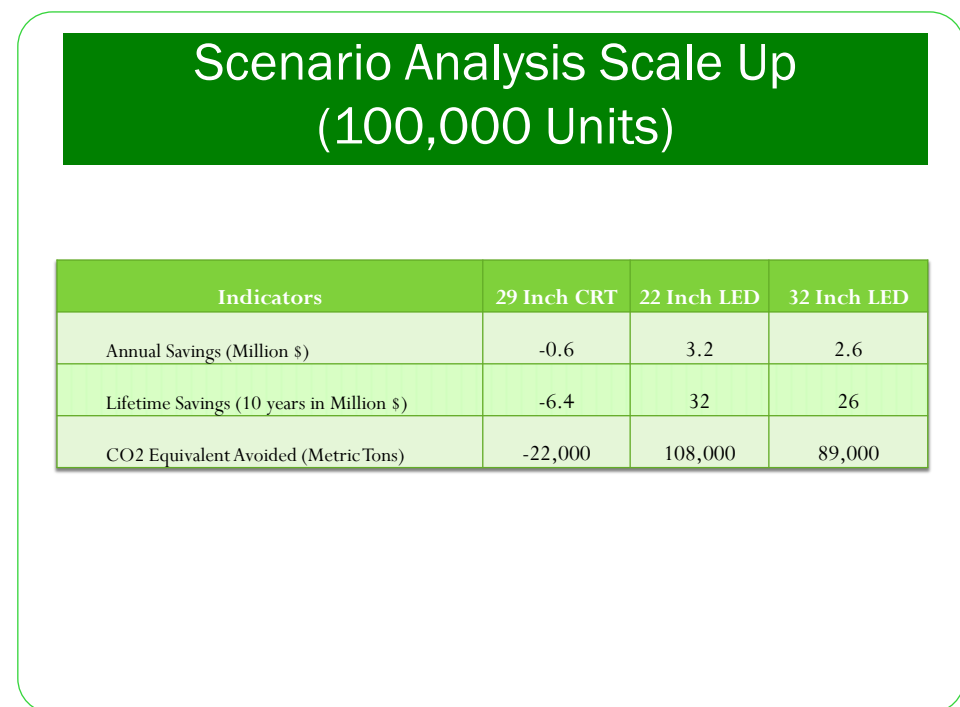 Scenario Analysis Scale Up
(100,000 Units)
Indicators 29 Inch CRT 22 Inch LED 32 Inch LED
Annual Savings (Million $) -0.6 3.2 2.6
Lifetime Savings (10 years in Million $) -6.4 32 26
CO2 Equivalent Avoided (Metric Tons) -22,000 108,000 89,000